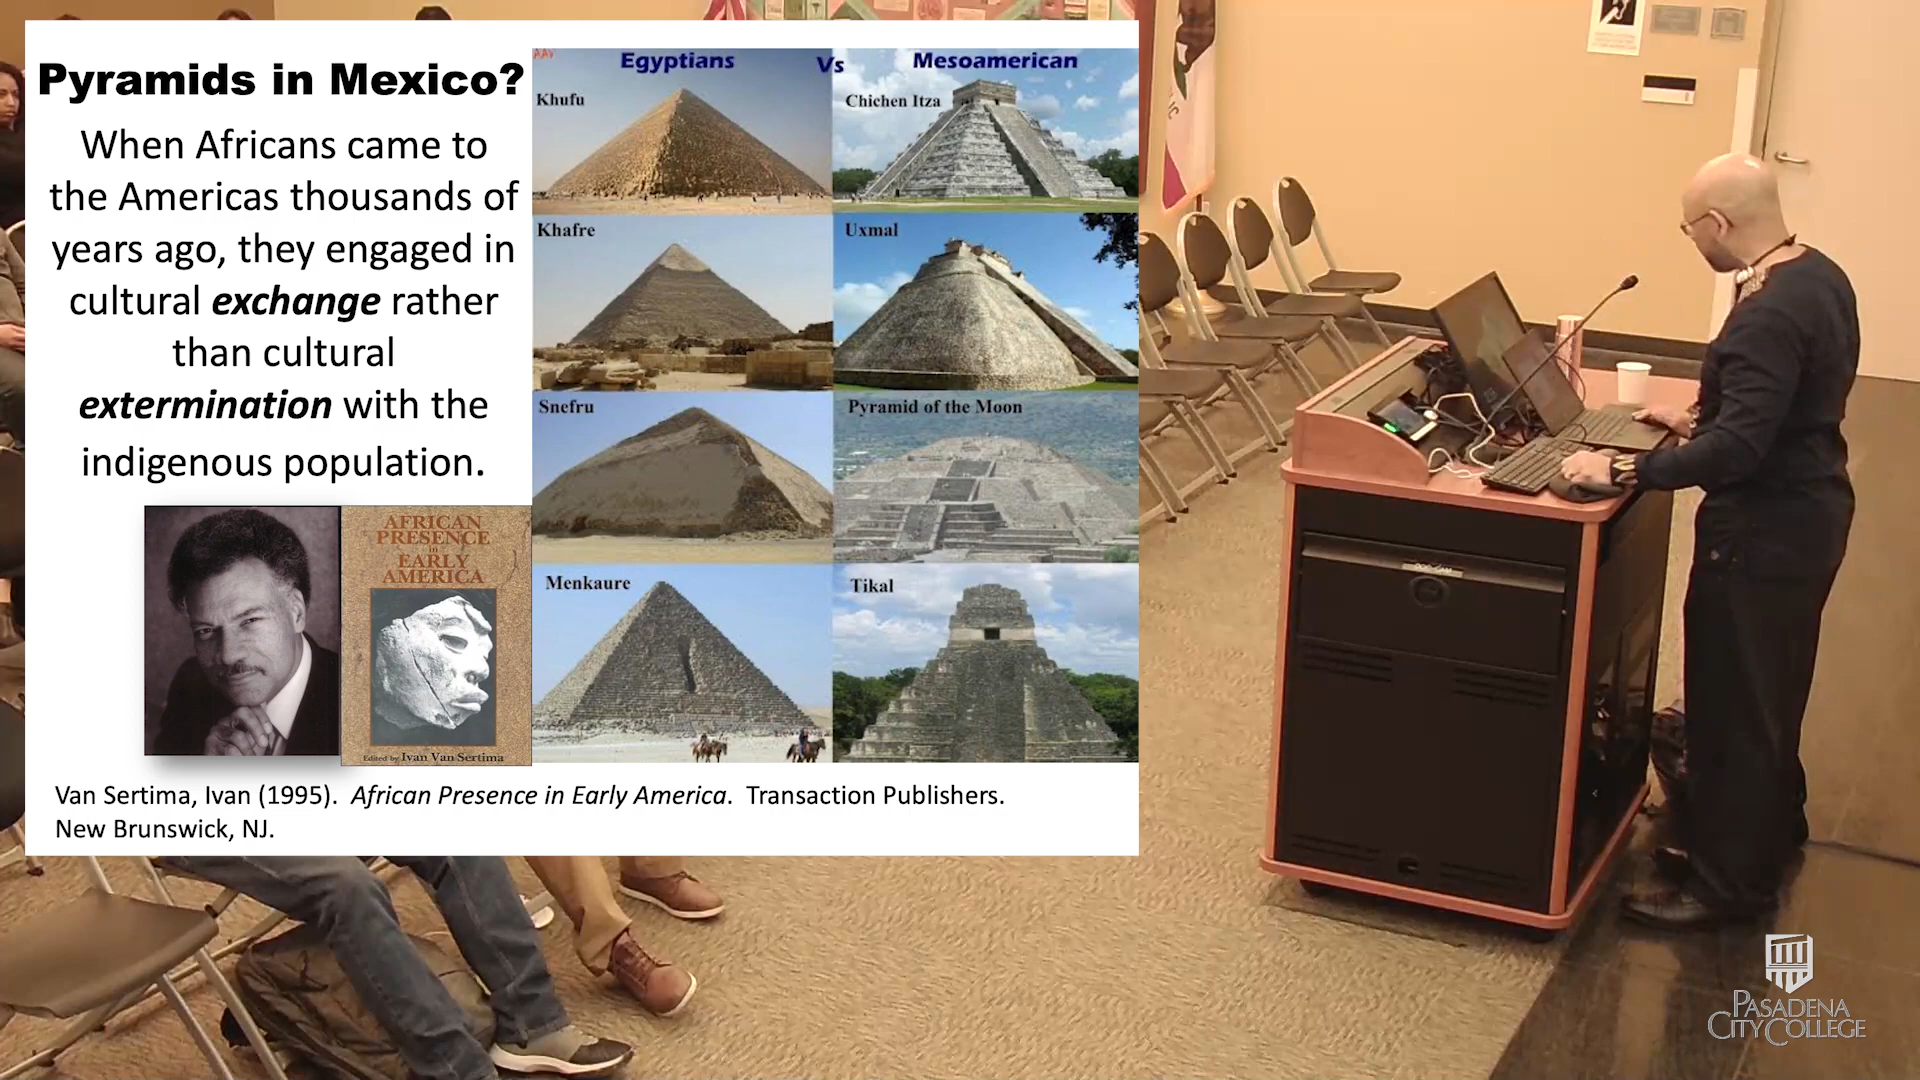 Pyramids in Mexico?
When Africans came to
the Americas thousands of
years ago, they engaged in
cultural exchange rather
than cultural
extermination with the
indigenous population.
AFRICAN
PRESENCE
in
EARLY
AMERICA
Edited by Ivan Van Sertima
Egyptians Vs Mesoamerican
Khufu
Chichen Itza
Khafre
Uxmal
Snefru
Pyramid of the Moon
Menkaure
Tikal
Van Sertima, Ivan (1995). African Presence in Early America. Transaction Publishers.
New Brunswick, NJ.
DOC CAM
PASADENA
CITY COLLEGE